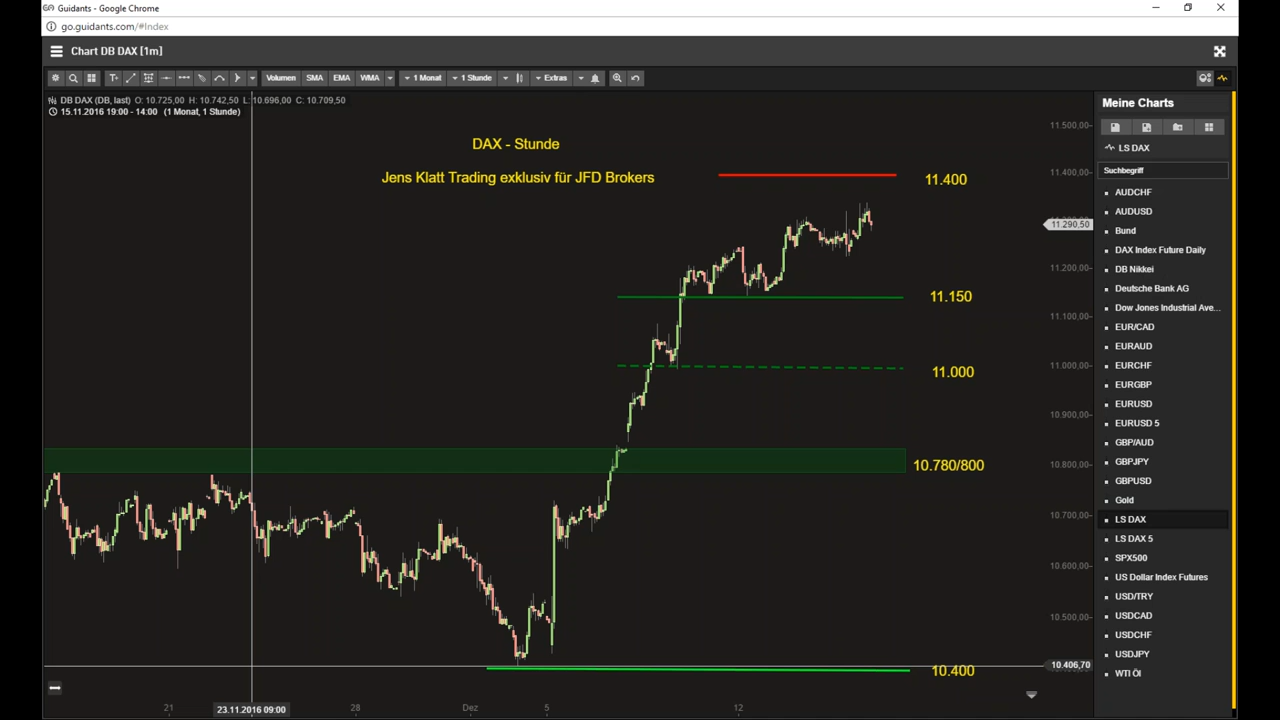 Guidants - Google Chrome
go.guidants.com/#Index
Chart DB DAX [1m]
Volumen SMA EMA WMA 1 Monat 1 Stunde Extras
DB DAX (DB, last) O: 10.725,00 H: 10.742,50 L: 10.696,00 C: 10.709,50
15.11.2016 19:00 - 14:00 (1 Monat, 1 Stunde)
DAX - Stunde
Jens Klatt Trading exklusiv für JFD Brokers
11.400
11.150
11.000
10.780/800
10.400
11.500,00
11.400,00
11.290,50
11.200,00
11.100,00
11.000,00
10.900,00
10.800,00
10.700,00
10.600,00
10.500,00
10.406,70
21
23.11.2016 09:00
28
Dez
5
12
Meine Charts
LS DAX
Suchbegriff
AUDCHF
AUDUSD
Bund
DAX Index Future Daily
DB Nikkei
Deutsche Bank AG
Dow Jones Industrial Ave...
EUR/CAD
EURAUD
EURCHF
EURGBP
EURUSD
EURUSD 5
GBP/AUD
GBPJPY
GBPUSD
Gold
LS DAX
LS DAX 5
SPX500
US Dollar Index Futures
USD/TRY
USDCAD
USDCHF
USDJPY
WTI Öl